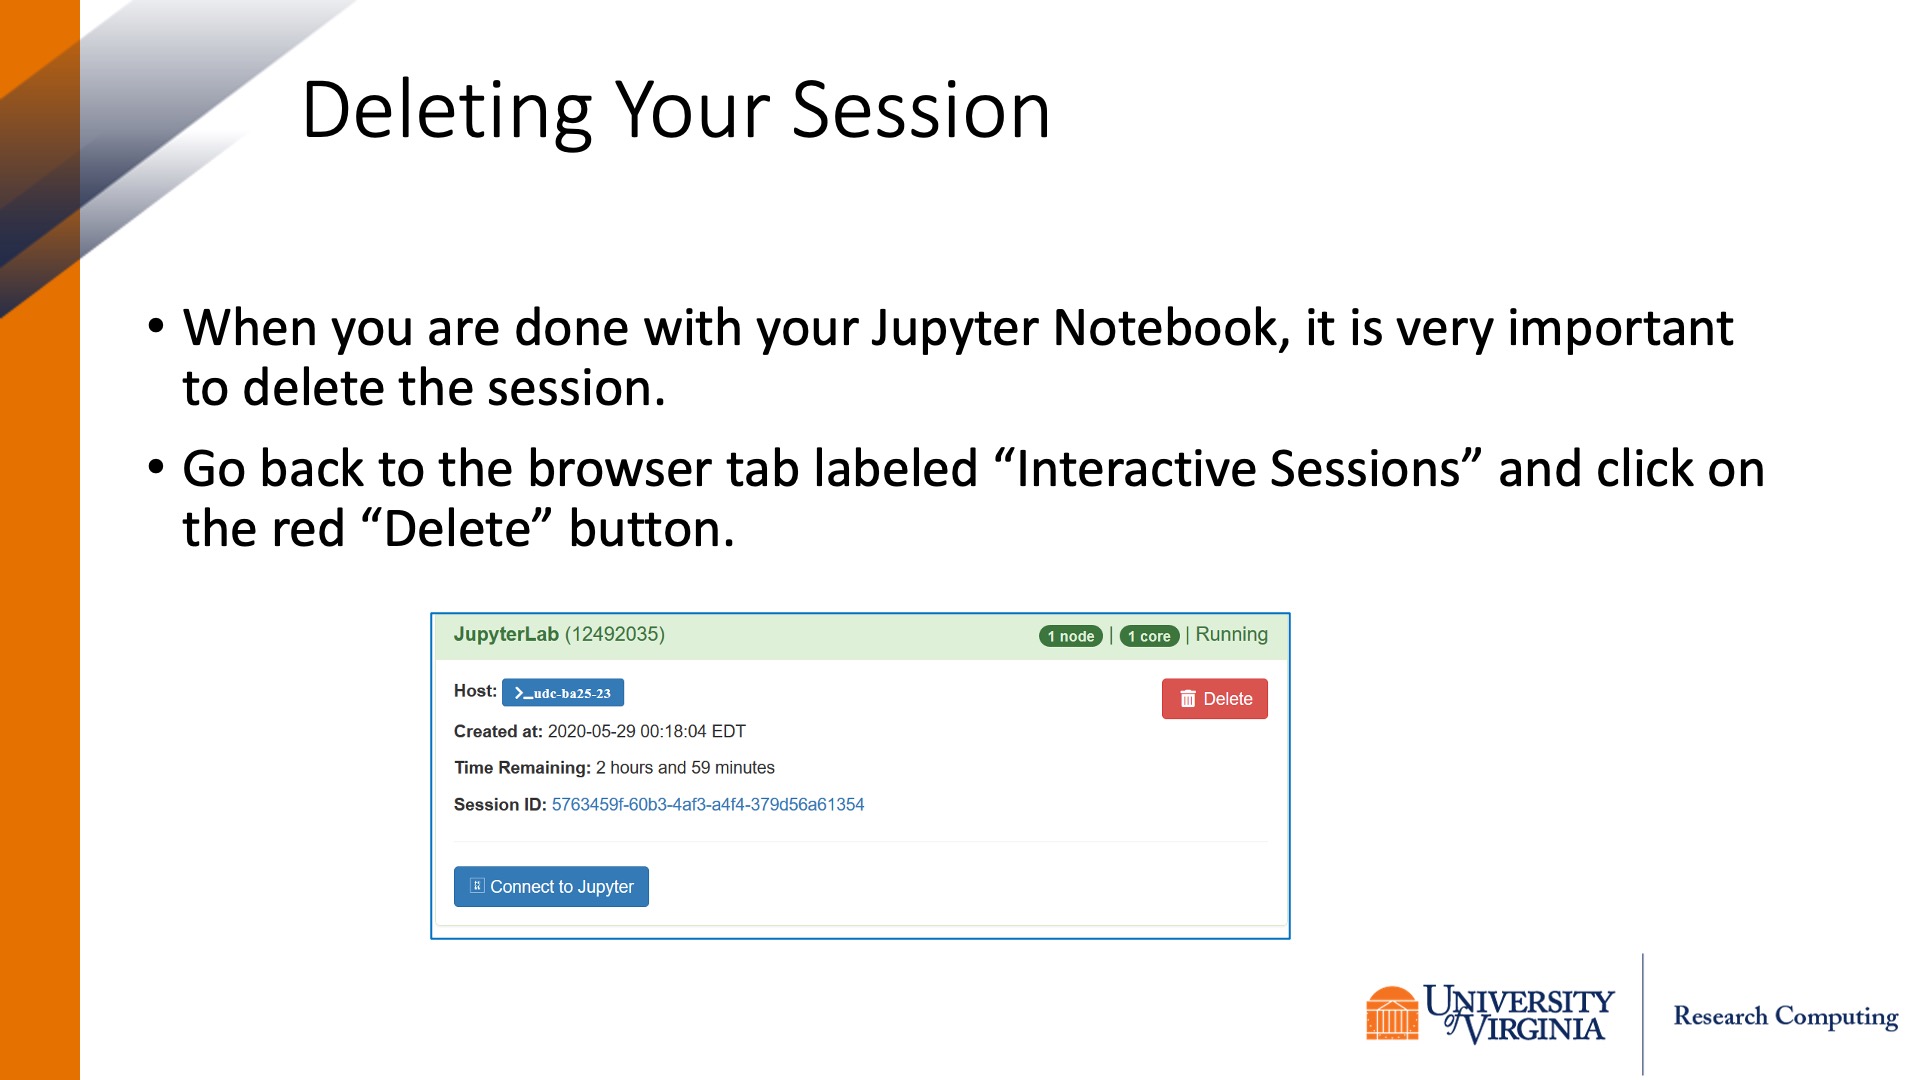 Deleting Your Session
• When you are done with your Jupyter Notebook, it is very important
to delete the session.
• Go back to the browser tab labeled “Interactive Sessions” and click on
the red “Delete” button.
JupyterLab (12492035) 1 node | 1 core | Running
Host: >_udc-ba25-23 Delete
Created at: 2020-05-29 00:18:04 EDT
Time Remaining: 2 hours and 59 minutes
Session ID: 5763459f-60b3-4af3-a4f4-379d56a61354
Connect to Jupyter
UNIVERSITY
of VIRGINIA
Research Computing